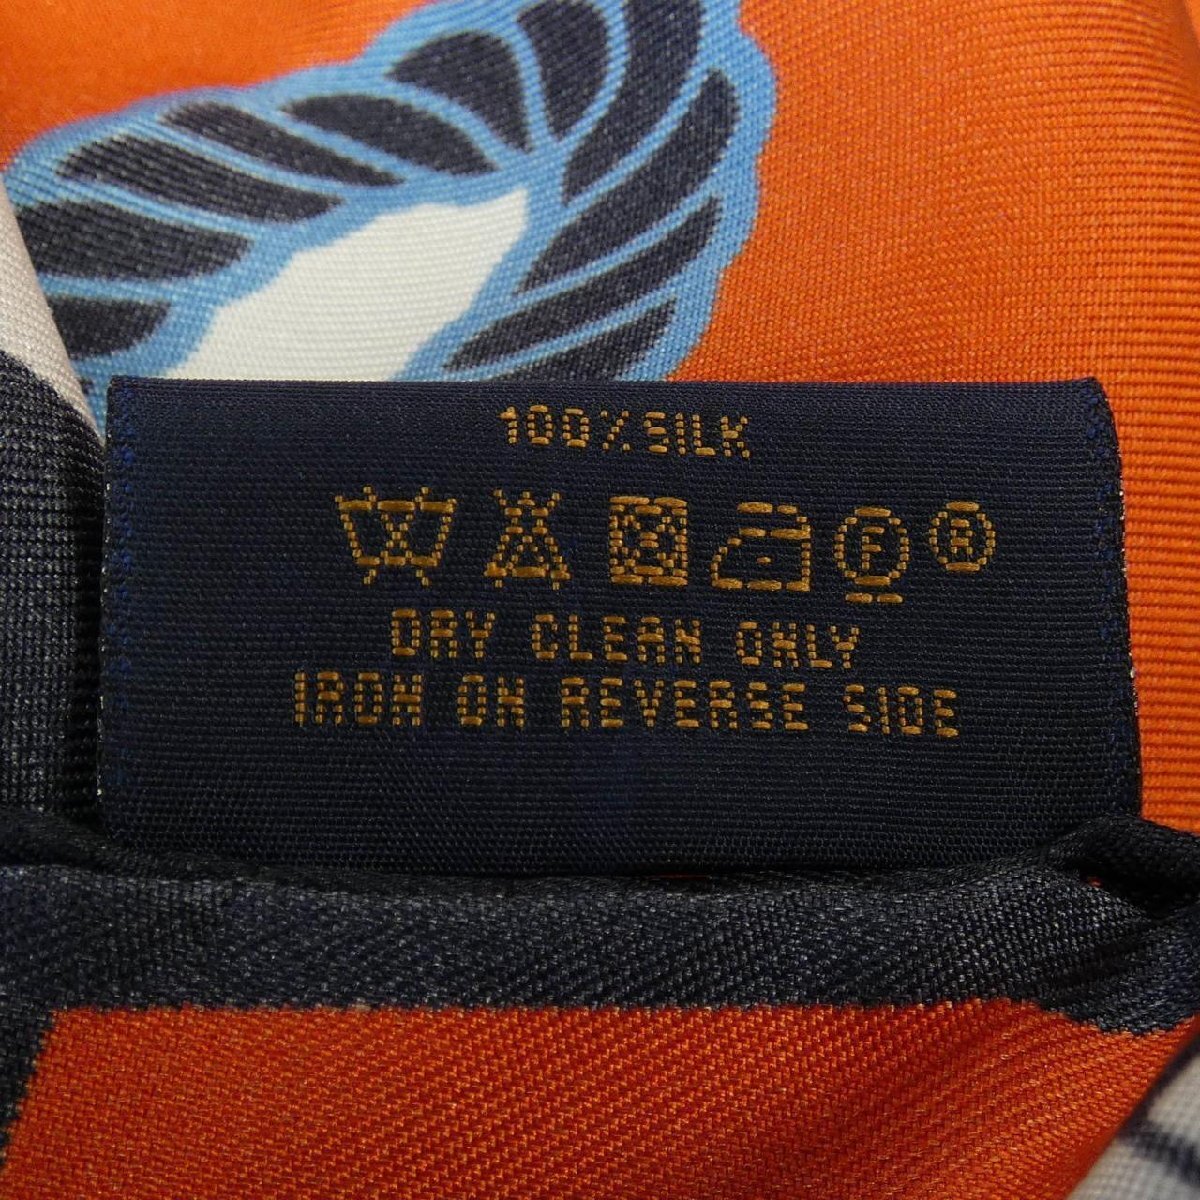 100% SILK
F R
DRY CLEAN ONLY
IRON ON REVERSE SIDE